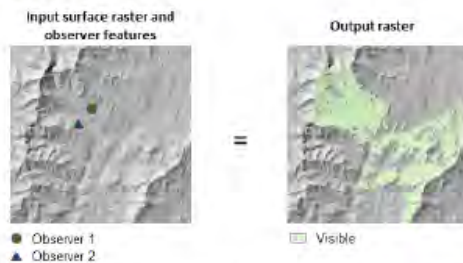 Input surface raster and
observer features
Output raster
=
Observer 1
Observer 2
Visible